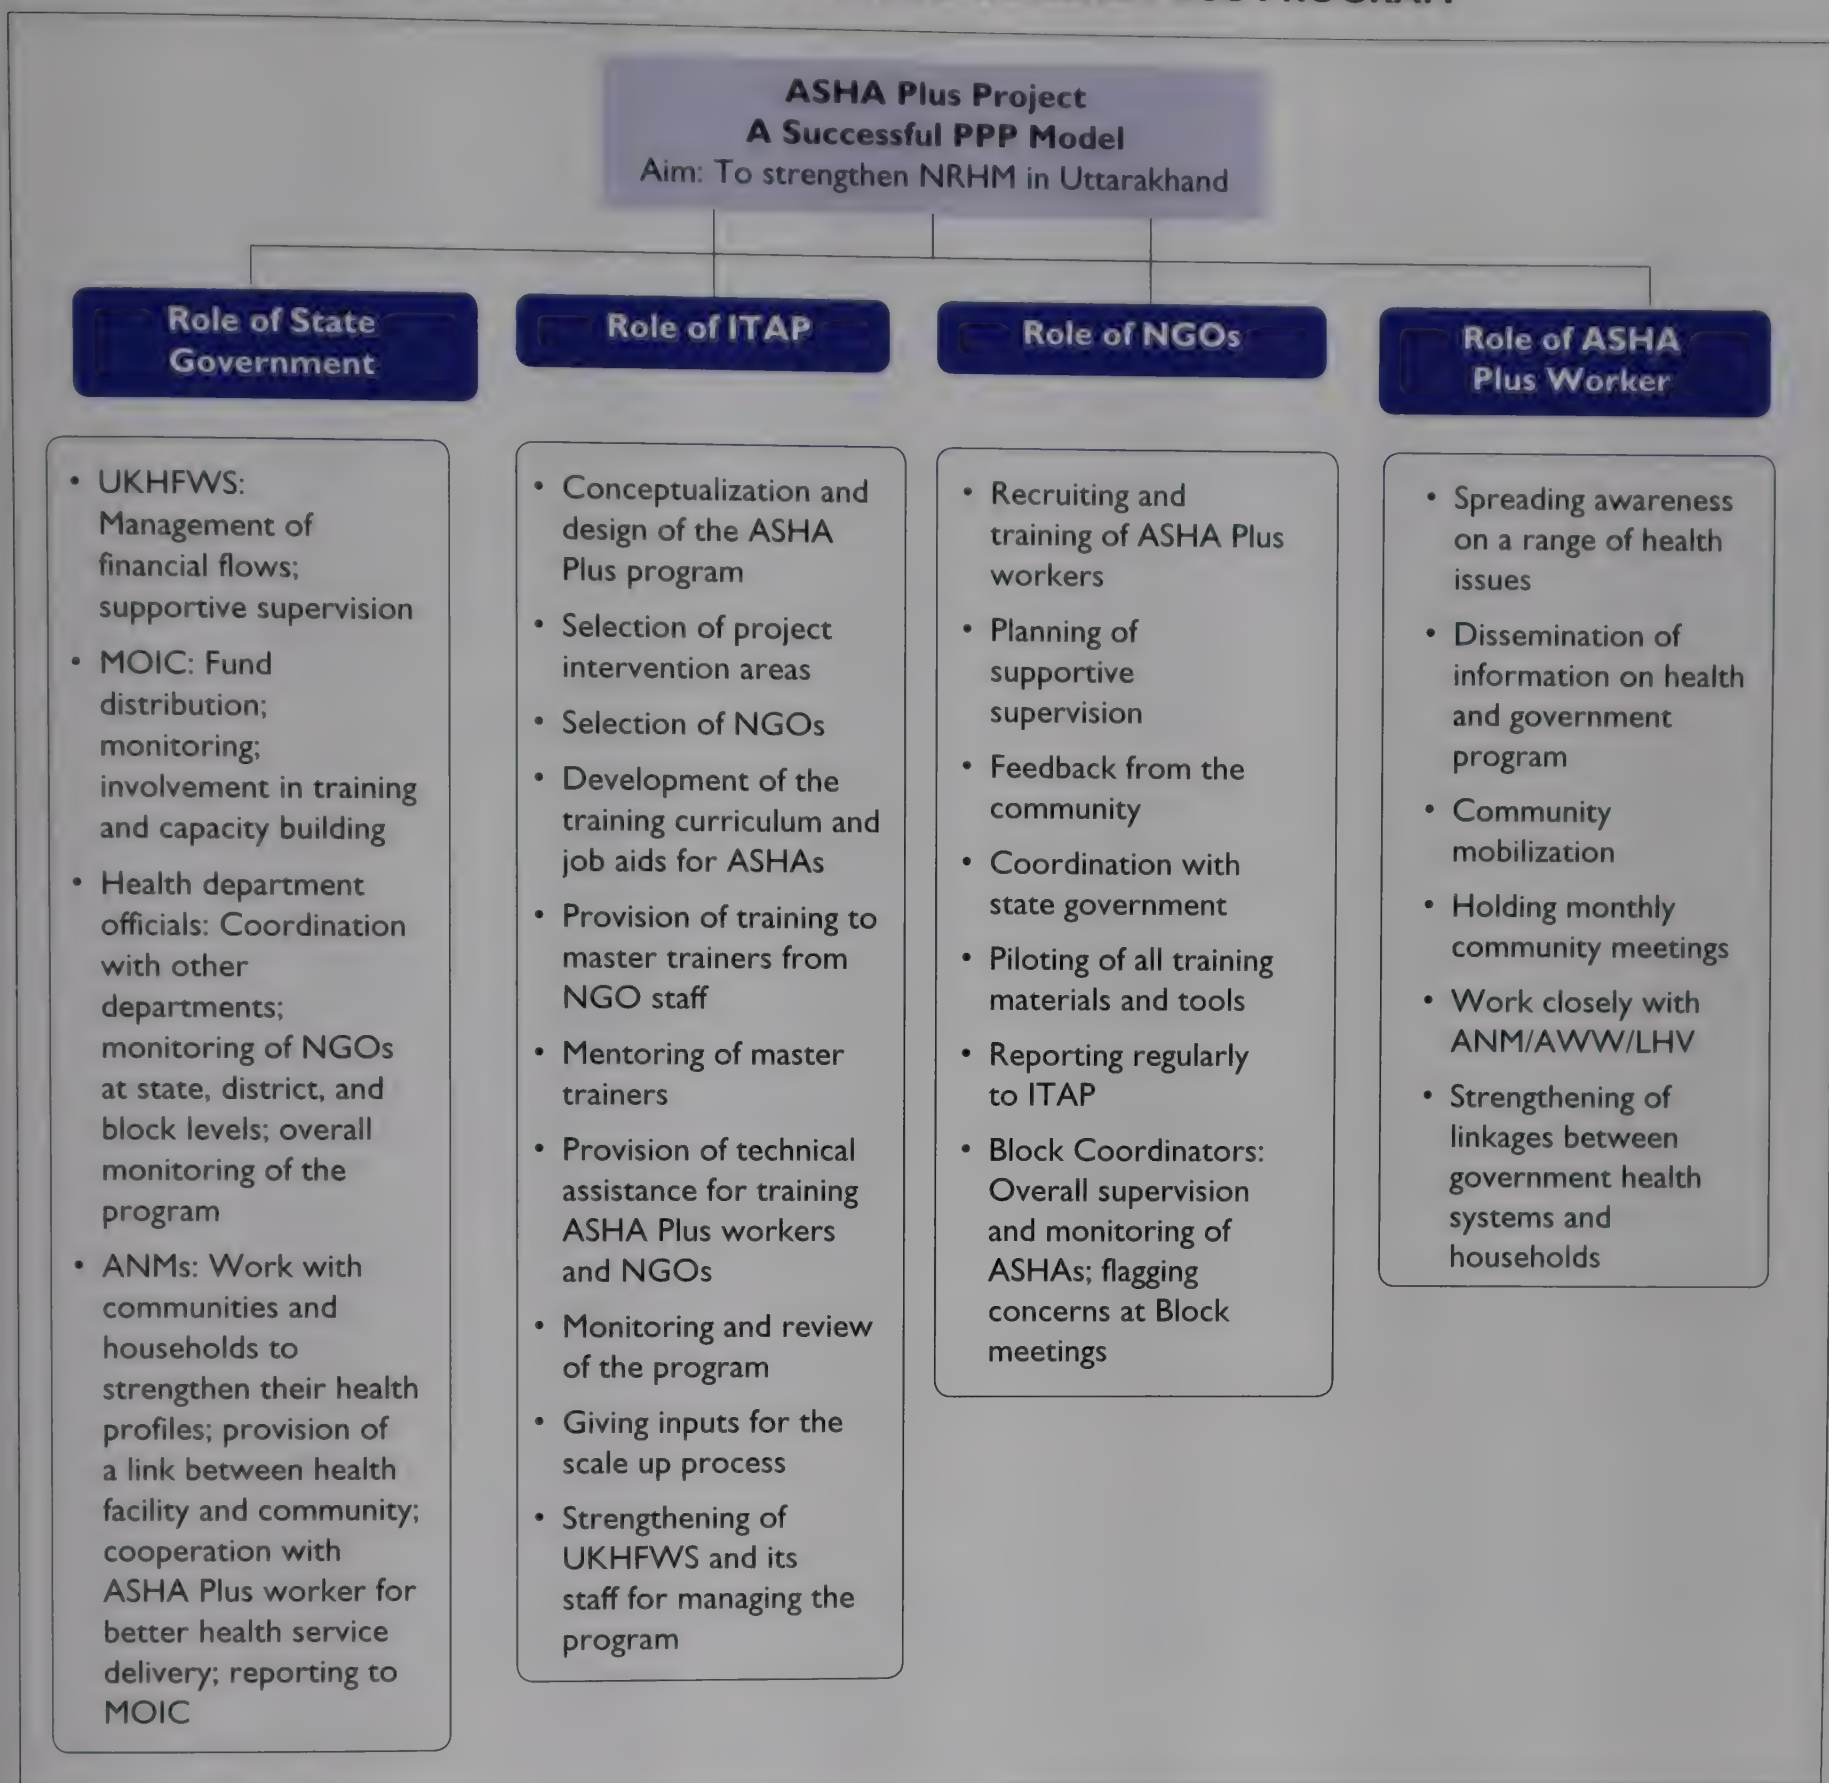 PROGRAM
ASHA Plus Project
A Successful PPP Model
Aim: To strengthen NRHM in Uttarakhand
Role of State
Government
• UKHFWS:
Management of
financial flows;
supportive supervision
• MOIC: Fund
distribution;
monitoring;
involvement in training
and capacity building
• Health department
officials: Coordination
with other
departments;
monitoring of NGOs
at state, district, and
block levels; overall
monitoring of the
program
• ANMs: Work with
communities and
households to
strengthen their health
profiles; provision of
a link between health
facility and community;
cooperation with
ASHA Plus worker for
better health service
delivery; reporting to
MOIC
Role of ITAP
• Conceptualization and
design of the ASHA
Plus program
• Selection of project
intervention areas
• Selection of NGOs
• Development of the
training curriculum and
job aids for ASHAs
• Provision of training to
master trainers from
NGO staff
• Mentoring of master
trainers
• Provision of technical
assistance for training
ASHA Plus workers
and NGOs
• Monitoring and review
of the program
• Giving inputs for the
scale up process
• Strengthening of
UKHFWS and its
staff for managing the
program
Role of NGOs
• Recruiting and
training of ASHA Plus
workers
• Planning of
supportive
supervision
• Feedback from the
community
• Coordination with
state government
• Piloting of all training
materials and tools
• Reporting regularly
to ITAP
• Block Coordinators:
Overall supervision
and monitoring of
ASHAs; flagging
concerns at Block
meetings
Role of ASHA
Plus Worker
• Spreading awareness
on a range of health
issues
• Dissemination of
information on health
and government
program
• Community
mobilization
• Holding monthly
community meetings
• Work closely with
ANM/AWW/LHV
• Strengthening of
linkages between
government health
systems and
households